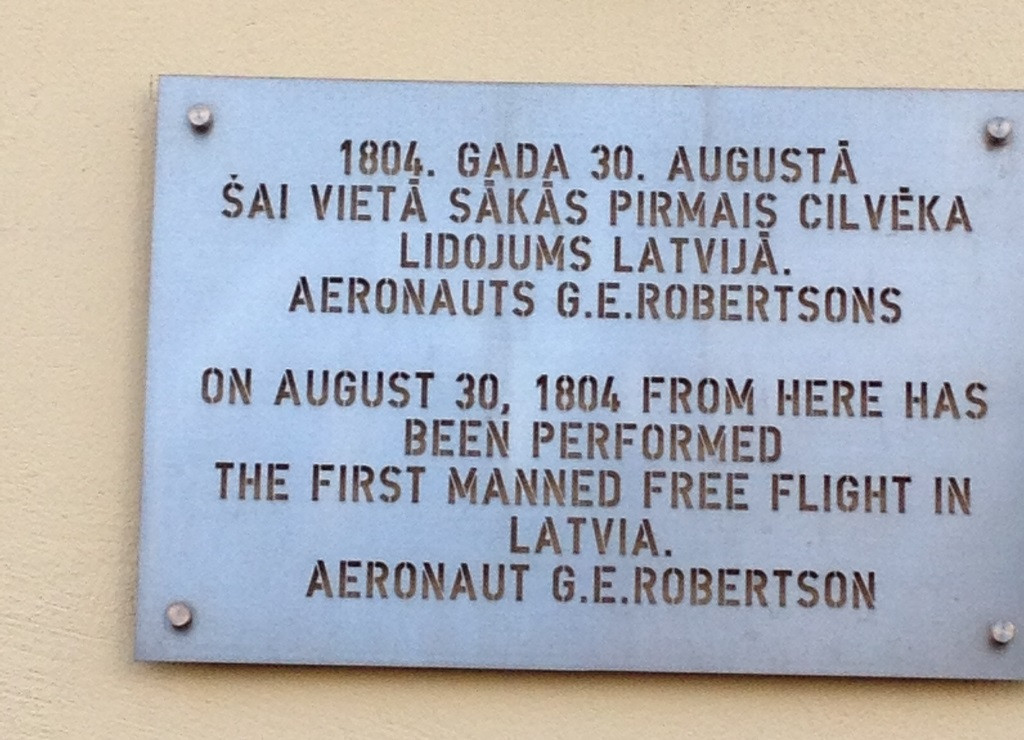 1804. GADA 30. AUGUSTĀ
ŠAI VIETĀ SĀKĀS PIRMAIS CILVĒKA
LIDOJUMS LATVIJĀ.
AERONAUTS G.E.ROBERTSONS
ON AUGUST 30, 1804 FROM HERE HAS
BEEN PERFORMED
THE FIRST MANNED FREE FLIGHT IN
LATVIA.
AERONAUT G.E.ROBERTSON